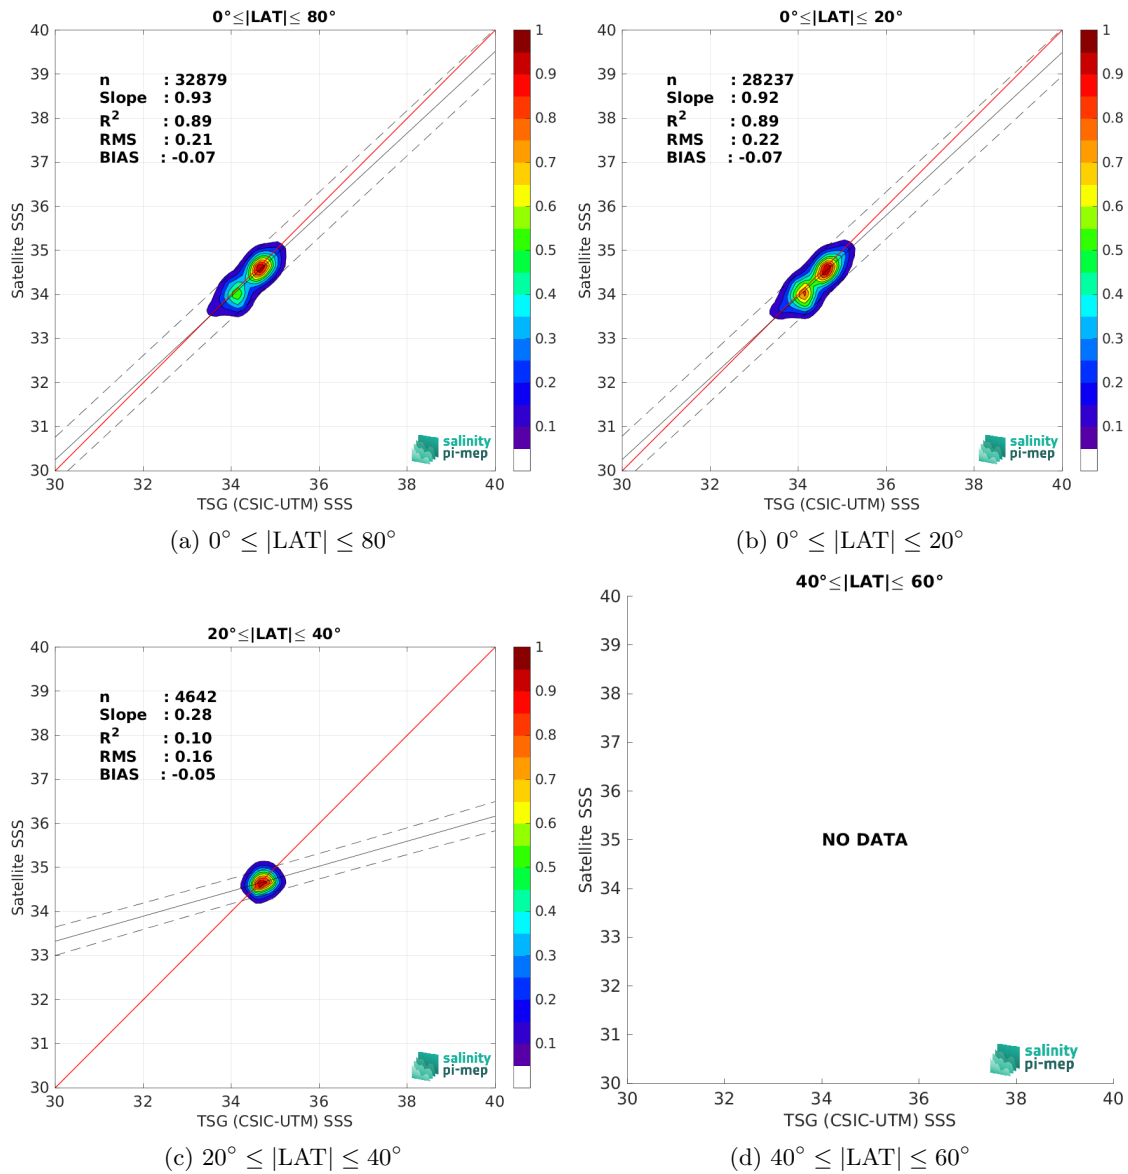 0°≤|LAT|≤ 80°
40
39
38
37
36
35
34
33
32
31
30
30
32
34
36
38
40
Satellite SSS
TSG (CSIC-UTM) SSS
n : 32879
Slope : 0.93
R² : 0.89
RMS : 0.21
BIAS : -0.07
1
0.9
0.8
0.7
0.6
0.5
0.4
0.3
0.2
0.1
salinity
pi-mep
(a) 0° ≤ |LAT| ≤ 80°
0°≤|LAT|≤ 20°
40
39
38
37
36
35
34
33
32
31
30
30
32
34
36
38
40
Satellite SSS
TSG (CSIC-UTM) SSS
n : 28237
Slope : 0.92
R² : 0.89
RMS : 0.22
BIAS : -0.07
1
0.9
0.8
0.7
0.6
0.5
0.4
0.3
0.2
0.1
salinity
pi-mep
(b) 0° ≤ |LAT| ≤ 20°
20°≤|LAT|≤ 40°
40
39
38
37
36
35
34
33
32
31
30
30
32
34
36
38
40
Satellite SSS
TSG (CSIC-UTM) SSS
n : 4642
Slope : 0.28
R² : 0.10
RMS : 0.16
BIAS : -0.05
1
0.9
0.8
0.7
0.6
0.5
0.4
0.3
0.2
0.1
salinity
pi-mep
(c) 20° ≤ |LAT| ≤ 40°
40°≤|LAT|≤ 60°
40
39
38
37
36
35
34
33
32
31
30
30
32
34
36
38
40
Satellite SSS
TSG (CSIC-UTM) SSS
NO DATA
salinity
pi-mep
(d) 40° ≤ |LAT| ≤ 60°